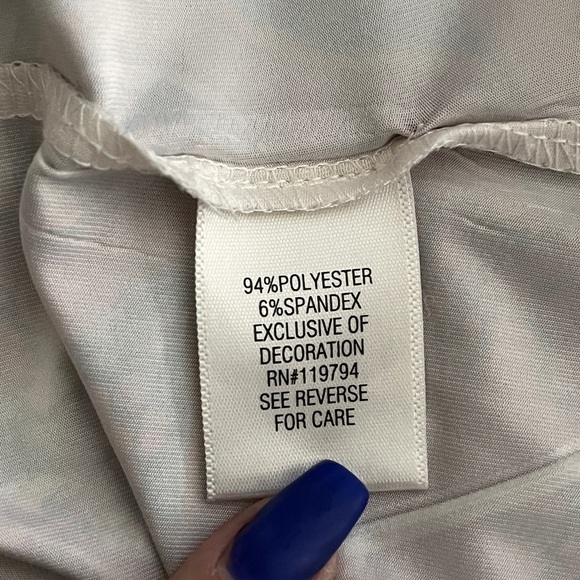 94%POLYESTER
6%SPANDEX
EXCLUSIVE OF
DECORATION
RN#119794
SEE REVERSE
FOR CARE